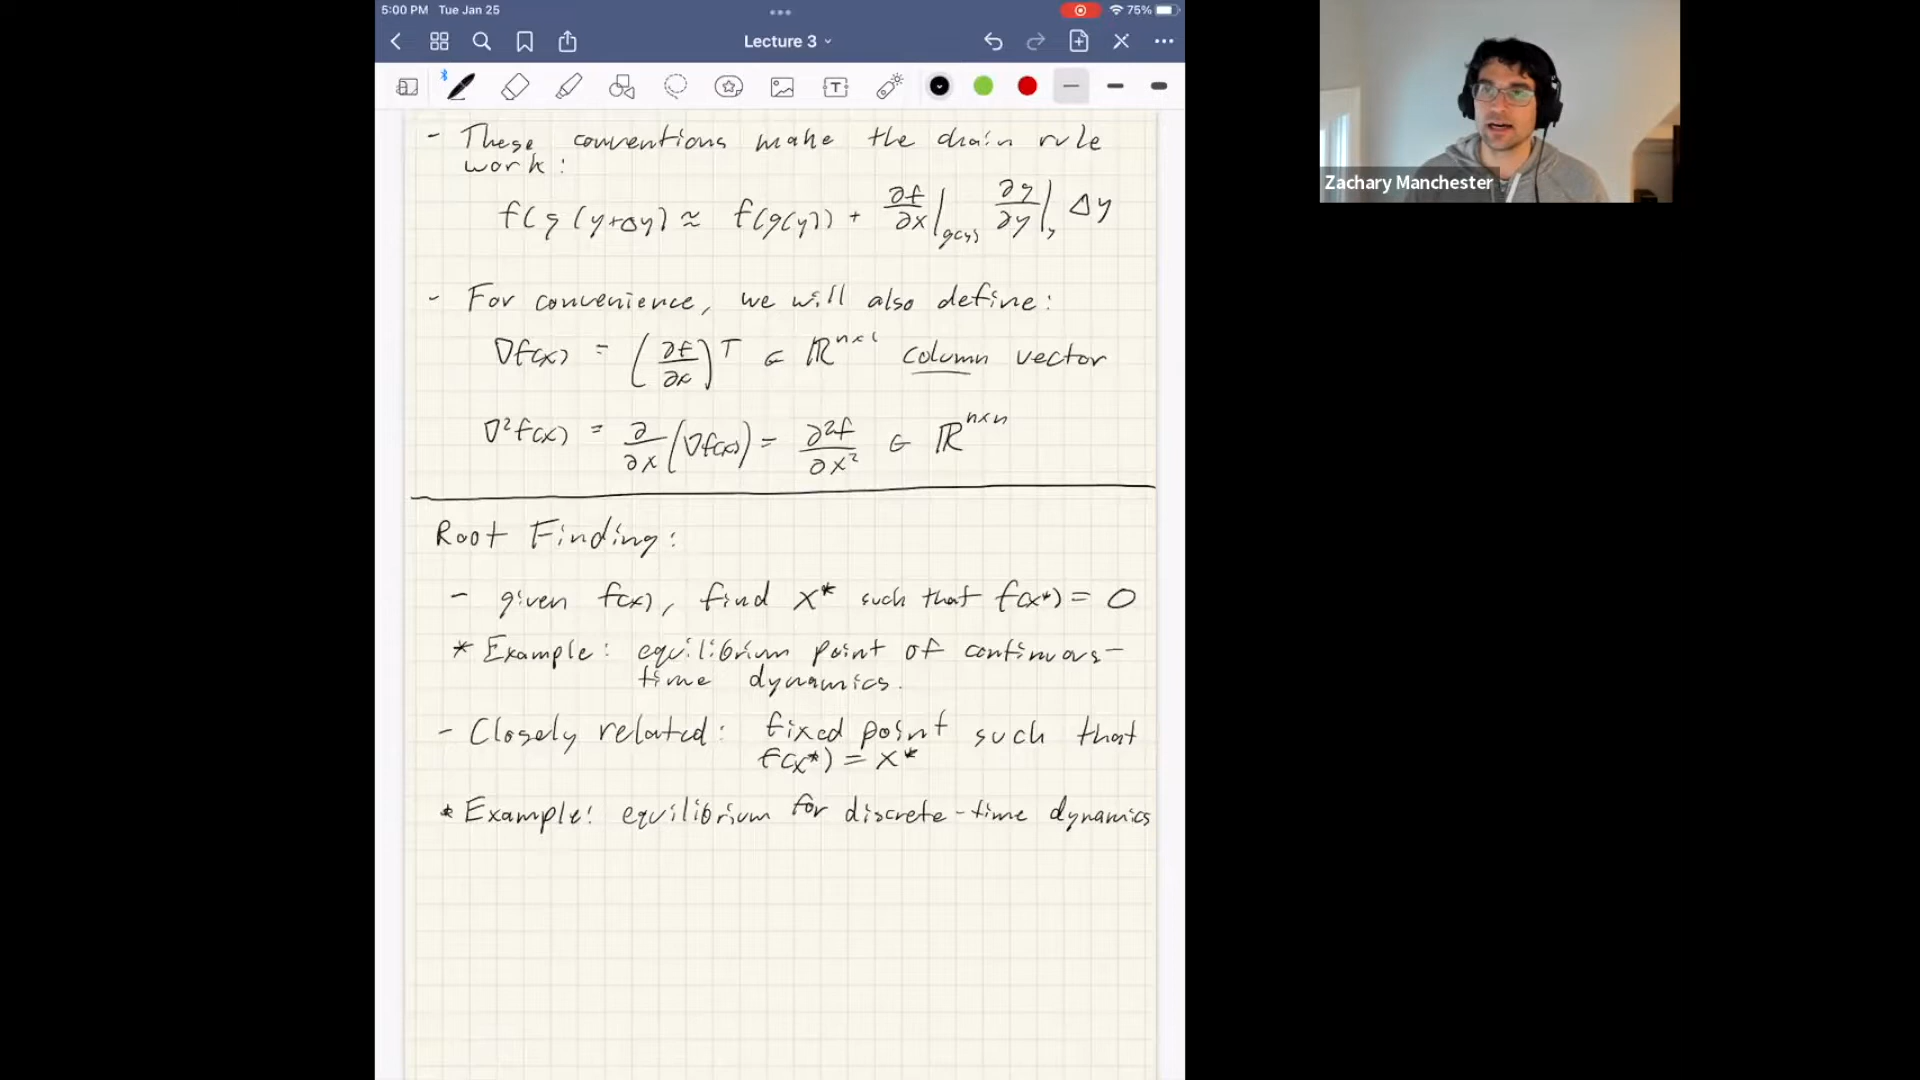 5:00 PM Tue Jan 25
75%
Lecture 3
T
- These conventions make the chain rule
work:
f(g(y+Δy) ≈ f(g(y)) + ∂f/∂x|g(y) ∂g/∂y|y Δy
- For convenience, we will also define:
∇f(x) = (∂f/∂x)ᵀ ∈ ℝⁿˣ¹ column vector
∇²f(x) = ∂/∂x (∇f(x)) = ∂²f/∂x² ∈ ℝⁿˣⁿ
Root Finding:
- given f(x), find x* such that f(x*) = 0
* Example: equilibrium point of continuous-
time dynamics.
- Closely related: fixed point such that
f(x*) = x*
* Example: equilibrium for discrete-time dynamics
Zachary Manchester